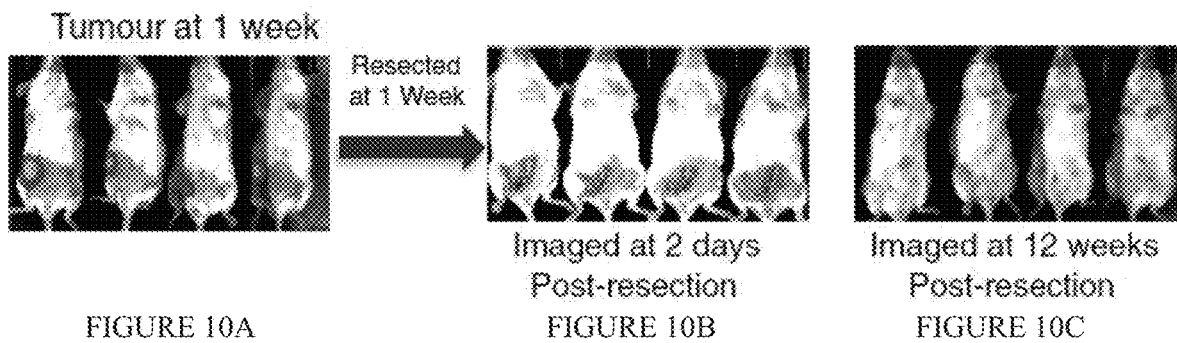 Tumour at 1 week
Resected
at 1 Week
Imaged at 2 days
Post-resection
Imaged at 12 weeks
Post-resection
FIGURE 10A
FIGURE 10B
FIGURE 10C